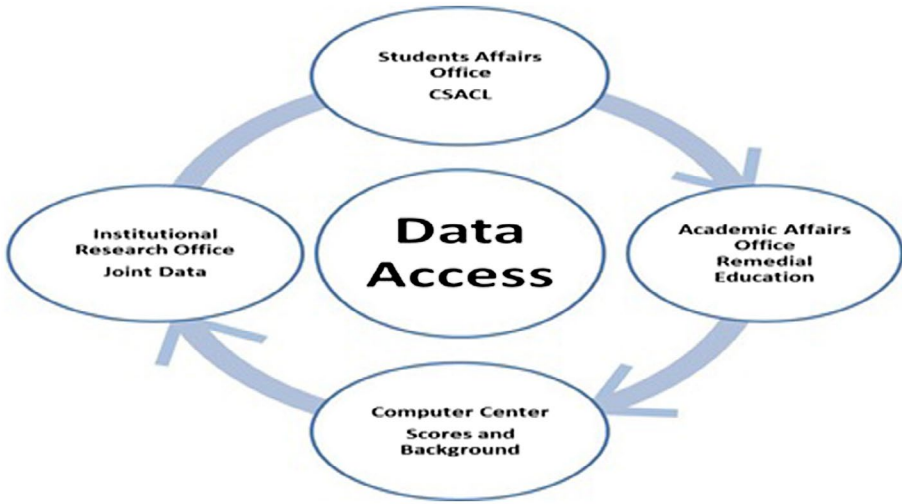 Students Affairs
Office
CSACL
Institutional
Research Office
Joint Data
Data
Access
Academic Affairs
Office
Remedial
Education
Computer Center
Scores and
Background